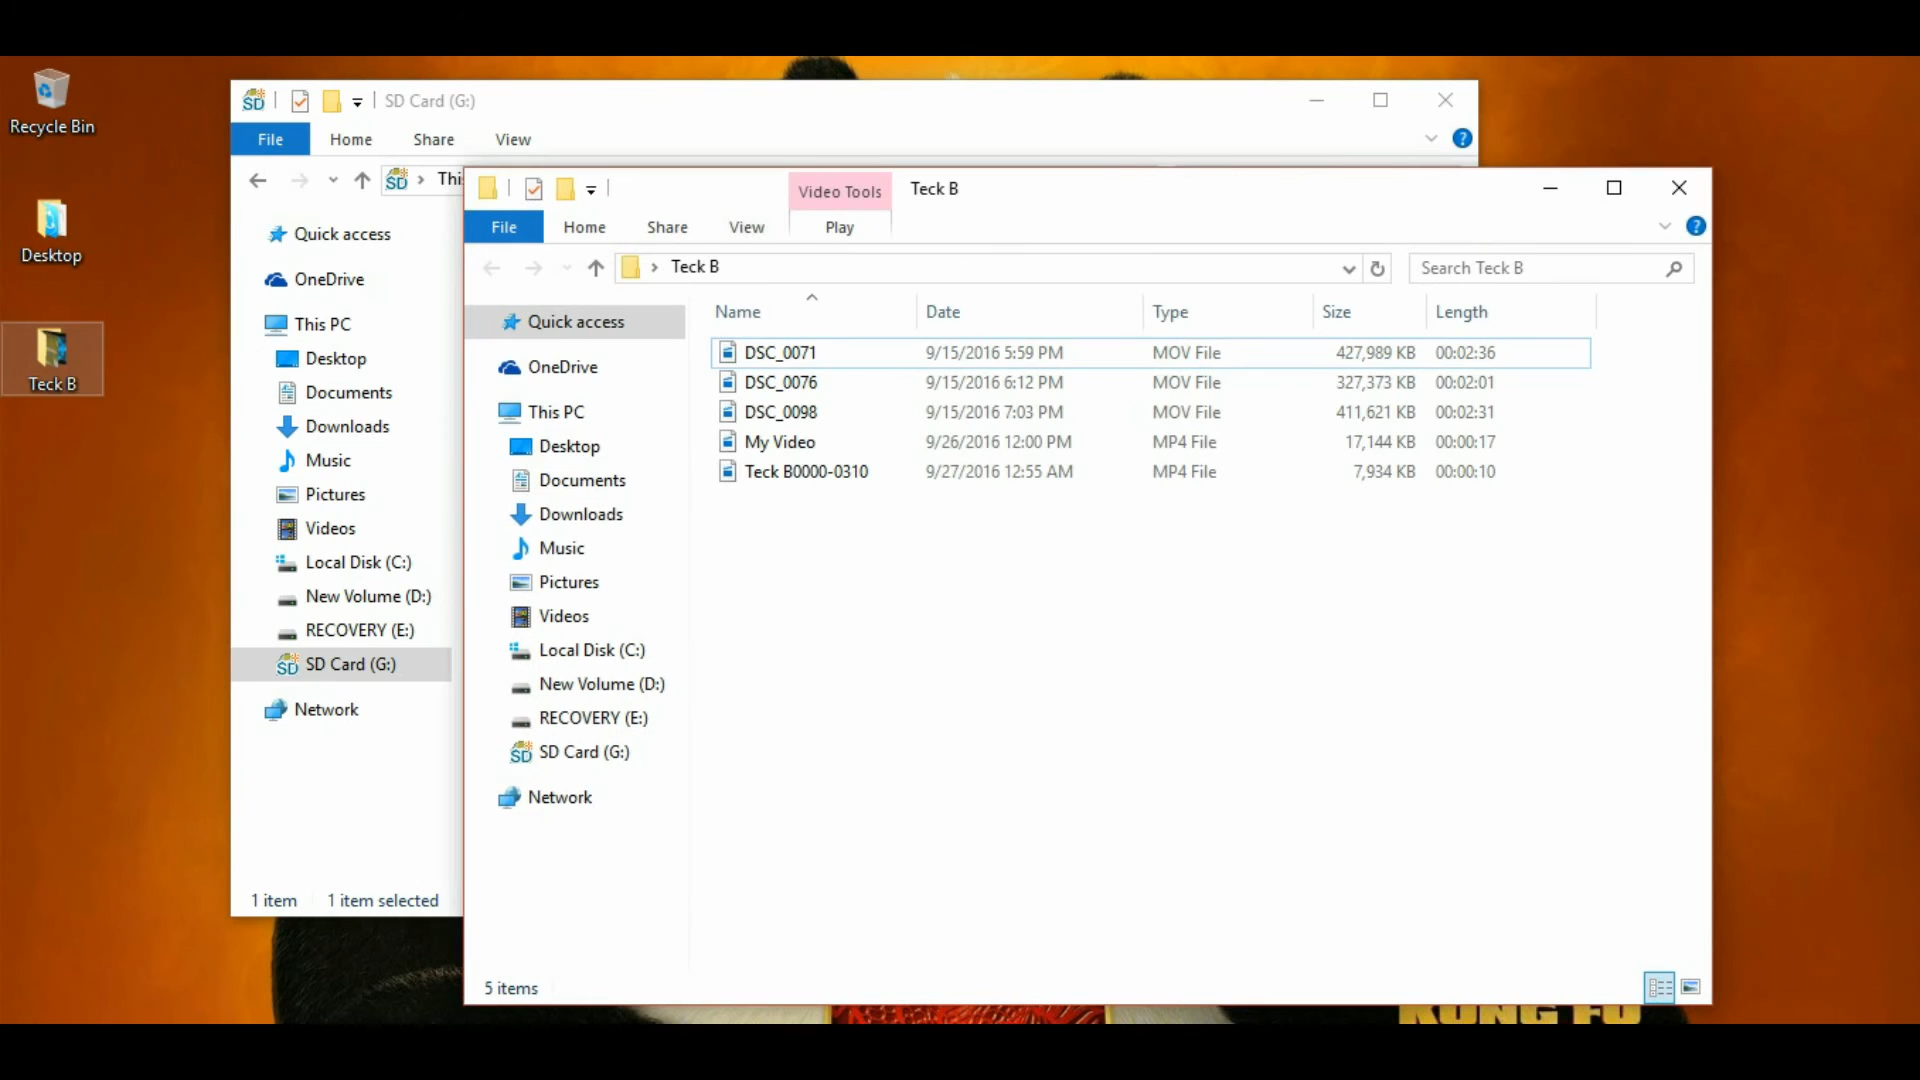 Recycle Bin
Desktop
Teck B
SD Card (G:)
File Home Share View
Thi
Quick access
OneDrive
This PC
Desktop
Documents
Downloads
Music
Pictures
Videos
Local Disk (C:)
New Volume (D:)
RECOVERY (E:)
SD Card (G:)
Network
1 item 1 item selected
Video Tools Teck B
File Home Share View Play
Teck B
Search Teck B
Quick access
OneDrive
This PC
Desktop
Documents
Downloads
Music
Pictures
Videos
Local Disk (C:)
New Volume (D:)
RECOVERY (E:)
SD Card (G:)
Network
Name Date Type Size Length
DSC_0071 9/15/2016 5:59 PM MOV File 427,989 KB 00:02:36
DSC_0076 9/15/2016 6:12 PM MOV File 327,373 KB 00:02:01
DSC_0098 9/15/2016 7:03 PM MOV File 411,621 KB 00:02:31
My Video 9/26/2016 12:00 PM MP4 File 17,144 KB 00:00:17
Teck B0000-0310 9/27/2016 12:55 AM MP4 File 7,934 KB 00:00:10
5 items
KUNG FU